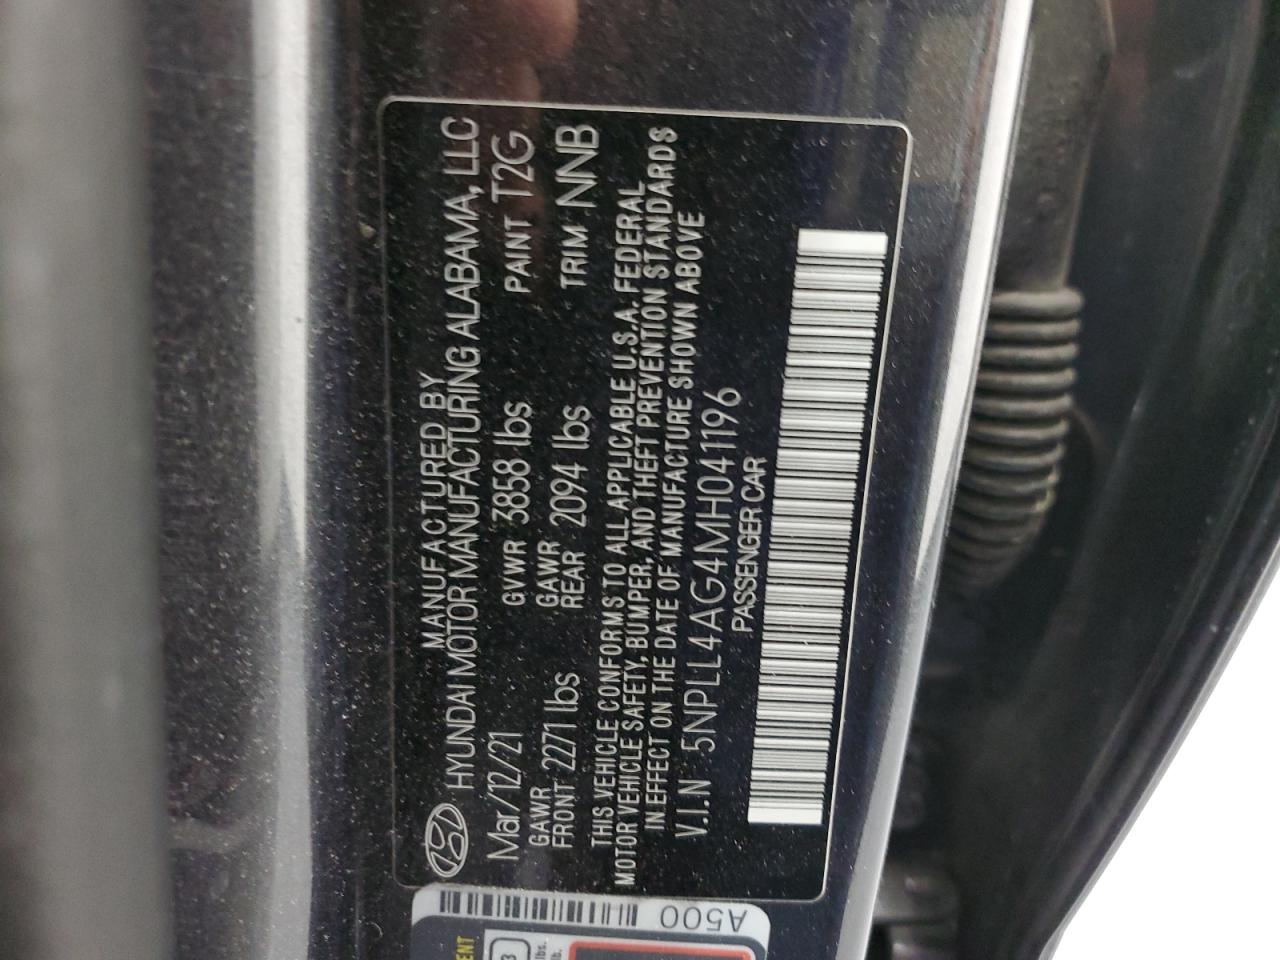 MANUFACTURED BY
HYUNDAI MOTOR MANUFACTURING ALABAMA, LLC
Mar/12/21 GVWR 3858 lbs PAINT T2G
GAWR FRONT 2271 lbs GAWR REAR 2094 lbs TRIM NNB
THIS VEHICLE CONFORMS TO ALL APPLICABLE U.S.A. FEDERAL
MOTOR VEHICLE SAFETY, BUMPER, AND THEFT PREVENTION STANDARDS
IN EFFECT ON THE DATE OF MANUFACTURE SHOWN ABOVE
V.I.N 5NPLL4AG4MH041196
PASSENGER CAR
A500
lbs.
lb.